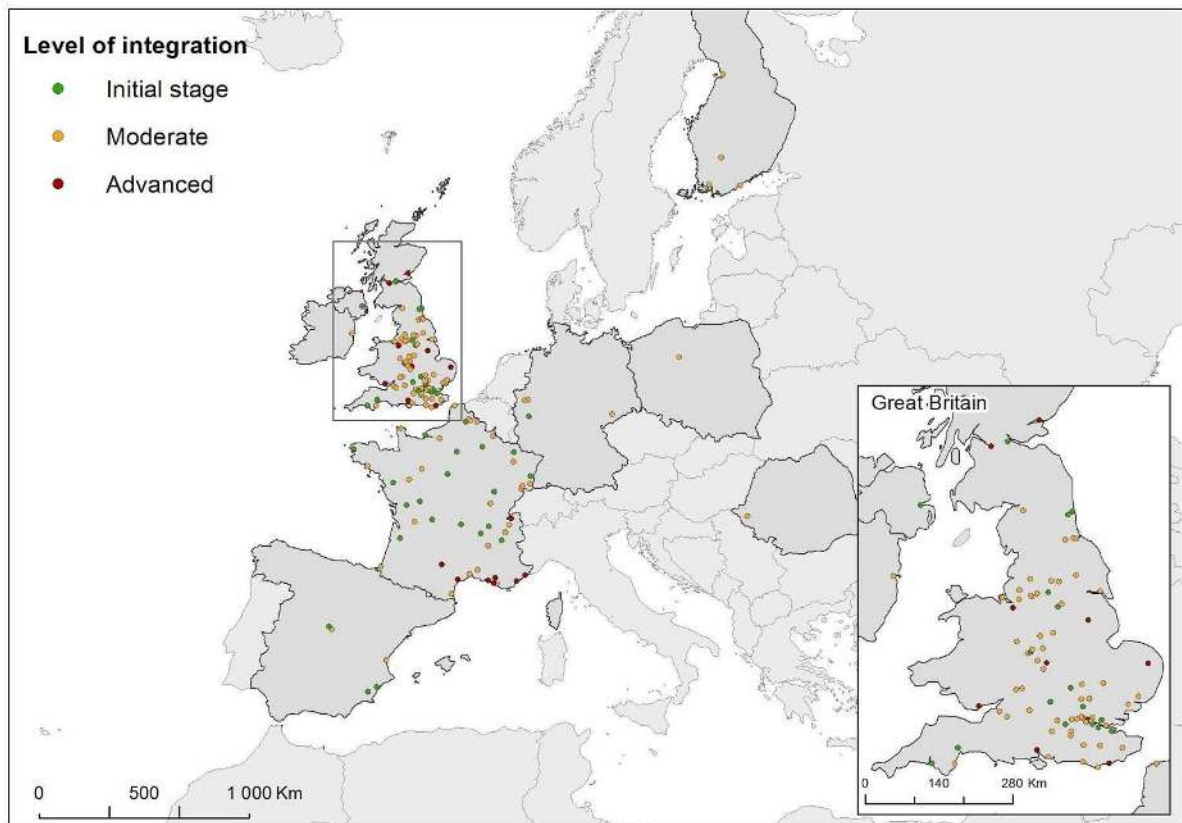 Level of integration
Initial stage
Moderate
Advanced
Great Britain
0 140 280 Km
0 500 1 000 Km